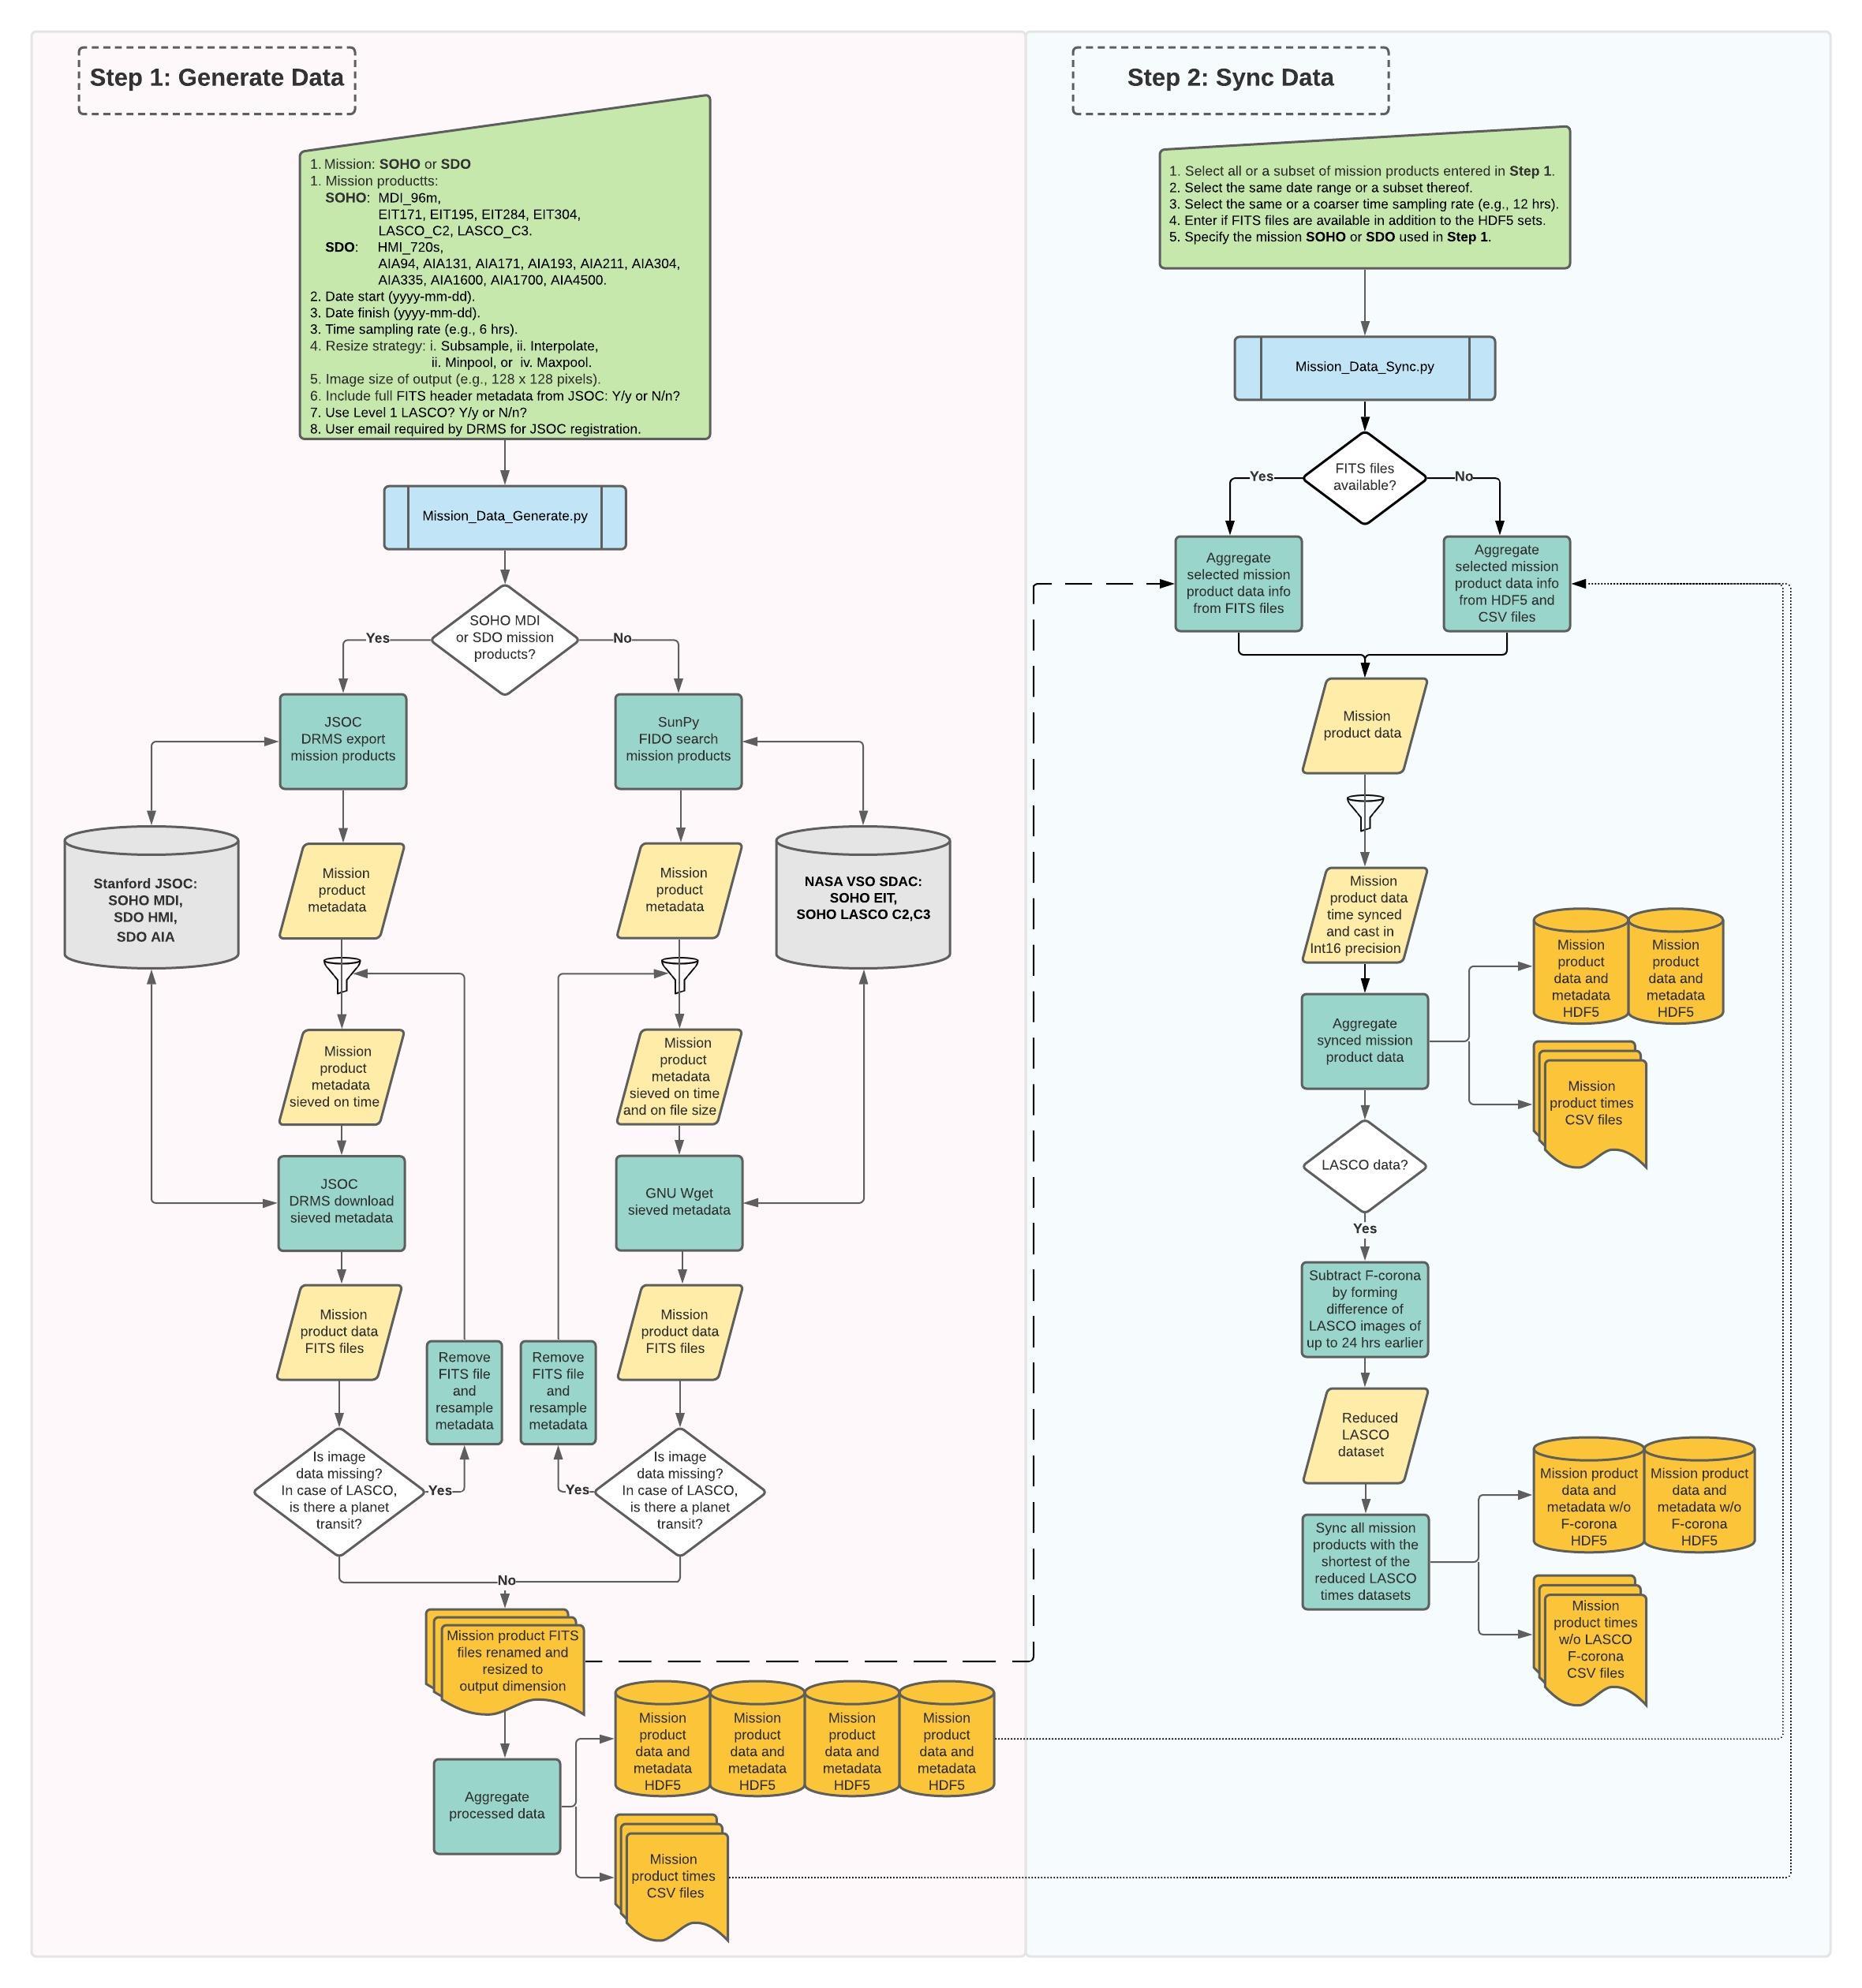 Step 1: Generate Data
1. Mission: SOHO or SDO
1. Mission productts:
SOHO: MDI_96m,
EIT171, EIT195, EIT284, EIT304,
LASCO_C2, LASCO_C3.
SDO: HMI_720s,
AIA94, AIA131, AIA171, AIA193, AIA211, AIA304,
AIA335, AIA1600, AIA1700, AIA4500.
2. Date start (yyyy-mm-dd).
3. Date finish (yyyy-mm-dd).
3. Time sampling rate (e.g., 6 hrs).
4. Resize strategy: i. Subsample, ii. Interpolate,
ii. Minpool, or iv. Maxpool.
5. Image size of output (e.g., 128 x 128 pixels).
6. Include full FITS header metadata from JSOC: Y/y or N/n?
7. Use Level 1 LASCO? Y/y or N/n?
8. User email required by DRMS for JSOC registration.
Mission_Data_Generate.py
SOHO MDI
or SDO mission
products?
Yes
No
JSOC
DRMS export
mission products
SunPy
FIDO search
mission products
Stanford JSOC:
SOHO MDI,
SDO HMI,
SDO AIA
Mission
product
metadata
Mission
product
metadata
NASA VSO SDAC:
SOHO EIT,
SOHO LASCO C2,C3
Mission
product
metadata
sieved on time
Mission
product
metadata
sieved on time
and on file size
JSOC
DRMS download
sieved metadata
GNU Wget
sieved metadata
Mission
product data
FITS files
Remove
FITS file
and
resample
metadata
Remove
FITS file
and
resample
metadata
Mission
product data
FITS files
Is image
data missing?
In case of LASCO,
is there a planet
transit?
Yes
Yes
Is image
data missing?
In case of LASCO,
is there a planet
transit?
No
Mission product FITS
files renamed and
resized to
output dimension
Aggregate
processed data
Mission
product
data and
metadata
HDF5
Mission
product
data and
metadata
HDF5
Mission
product
data and
metadata
HDF5
Mission
product
data and
metadata
HDF5
Mission
product times
CSV files
Step 2: Sync Data
1. Select all or a subset of mission products entered in Step 1.
2. Select the same date range or a subset thereof.
3. Select the same or a coarser time sampling rate (e.g., 12 hrs).
4. Enter if FITS files are available in addition to the HDF5 sets.
5. Specify the mission SOHO or SDO used in Step 1.
Mission_Data_Sync.py
FITS files
available?
Yes
No
Aggregate
selected mission
product data info
from FITS files
Aggregate
selected mission
product data info
from HDF5 and
CSV files
Mission
product data
Mission
product data
time synced
and cast in
Int16 precision
Aggregate
synced mission
product data
Mission
product
data and
metadata
HDF5
Mission
product
data and
metadata
HDF5
Mission
product times
CSV files
LASCO data?
Yes
Subtract F-corona
by forming
difference of
LASCO images of
up to 24 hrs earlier
Reduced
LASCO
dataset
Sync all mission
products with the
shortest of the
reduced LASCO
times datasets
Mission product
data and
metadata w/o
F-corona
HDF5
Mission product
data and
metadata w/o
F-corona
HDF5
Mission
product times
w/o LASCO
F-corona
CSV files